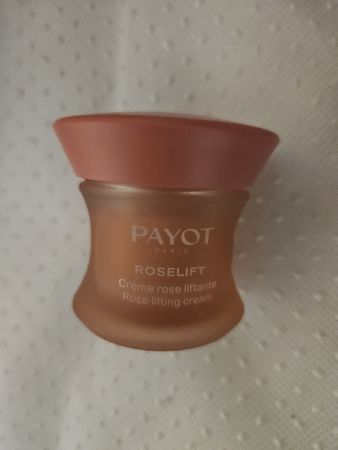 PAYOT
PARIS
ROSELIFT
Crème rose liftante
Rose lifting cream